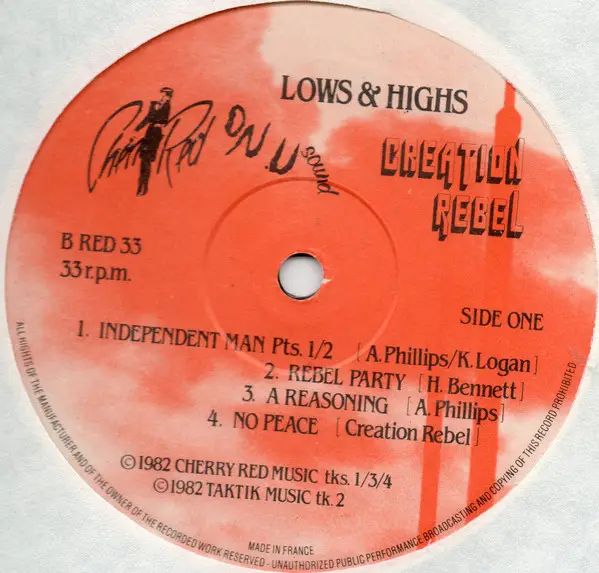 LOWS & HIGHS
Cherry Red
ON.U sound
CREATION
REBEL
B RED 33
33 r.p.m.
SIDE ONE
1. INDEPENDENT MAN Pts. 1/2 [A. Phillips/K. Logan]
2. REBEL PARTY [H. Bennett]
3. A REASONING [A. Phillips]
4. NO PEACE [Creation Rebel]
©1982 CHERRY RED MUSIC tks. 1/3/4
©1982 TAKTIK MUSIC tk. 2
MADE IN FRANCE
ALL RIGHTS OF THE MANUFACTURER AND OF THE OWNER OF THE RECORDED WORK RESERVED - UNAUTHORIZED PUBLIC PERFORMANCE BROADCASTING AND COPYING OF THIS RECORD PROHIBITED